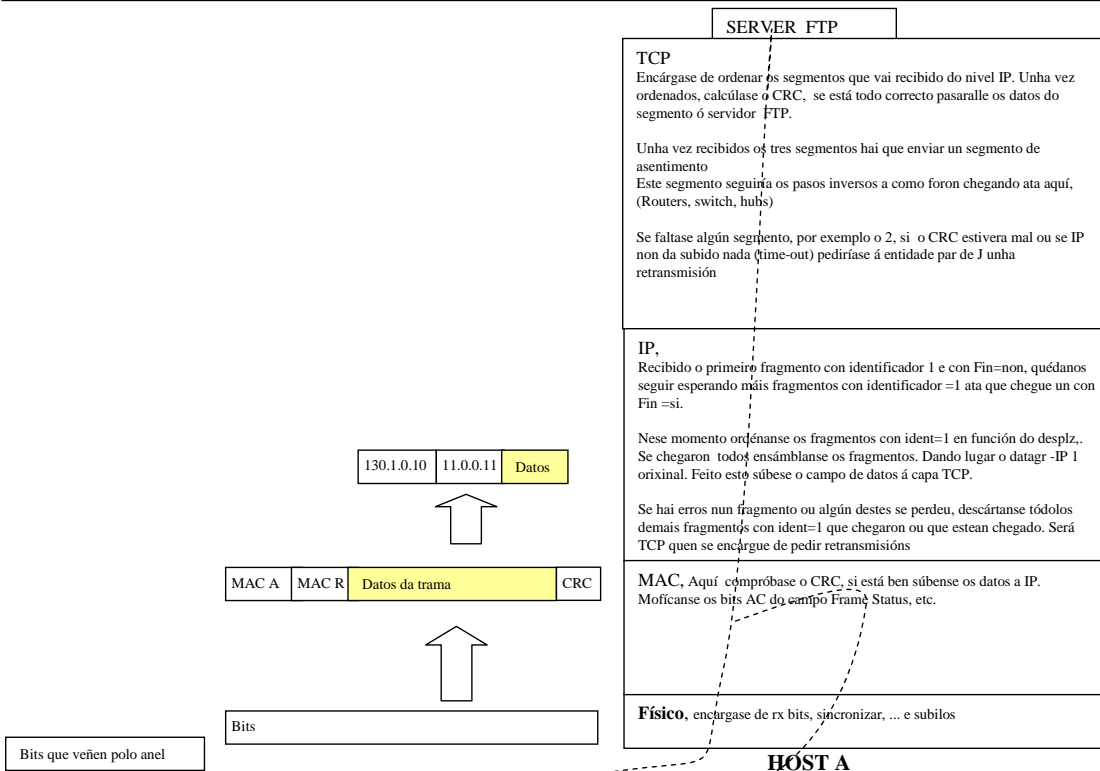 SERVER FTP
TCP
Encárgase de ordenar os segmentos que vai recibido do nivel IP. Unha vez
ordenados, calcúlase o CRC, se está todo correcto pasaralle os datos do
segmento ó servidor FTP.
Unha vez recibidos os tres segmentos hai que enviar un segmento de
asentimento
Este segmento seguiría os pasos inversos a como foron chegando ata aquí,
(Routers, switch, hubs)
Se faltase algún segmento, por exemplo o 2, si o CRC estivera mal ou se IP
non da subido nada (time-out) pediríase á entidade par de J unha
retransmisión
IP,
Recibido o primeiro fragmento con identificador 1 e con Fin=non, quédanos
seguir esperando máis fragmentos con identificador =1 ata que chegue un con
Fin =si.
Nese momento ordénanse os fragmentos con ident=1 en función do desplz,.
Se chegaron todos ensámblanse os fragmentos. Dando lugar o datagr -IP 1
orixinal. Feito esto súbese o campo de datos á capa TCP.
Se hai erros nun fragmento ou algún destes se perdeu, descártanse tódolos
demais fragmentos con ident=1 que chegaron ou que estean chegado. Será
TCP quen se encargue de pedir retransmisións
130.1.0.10 11.0.0.11 Datos
MAC A MAC R Datos da trama CRC
MAC, Aquí compróbase o CRC, si está ben súbense os datos a IP.
Mofícanse os bits AC do campo Frame Status, etc.
Bits
Físico, encargase de rx bits, sincronizar, ... e subilos
Bits que veñen polo anel
HOST A